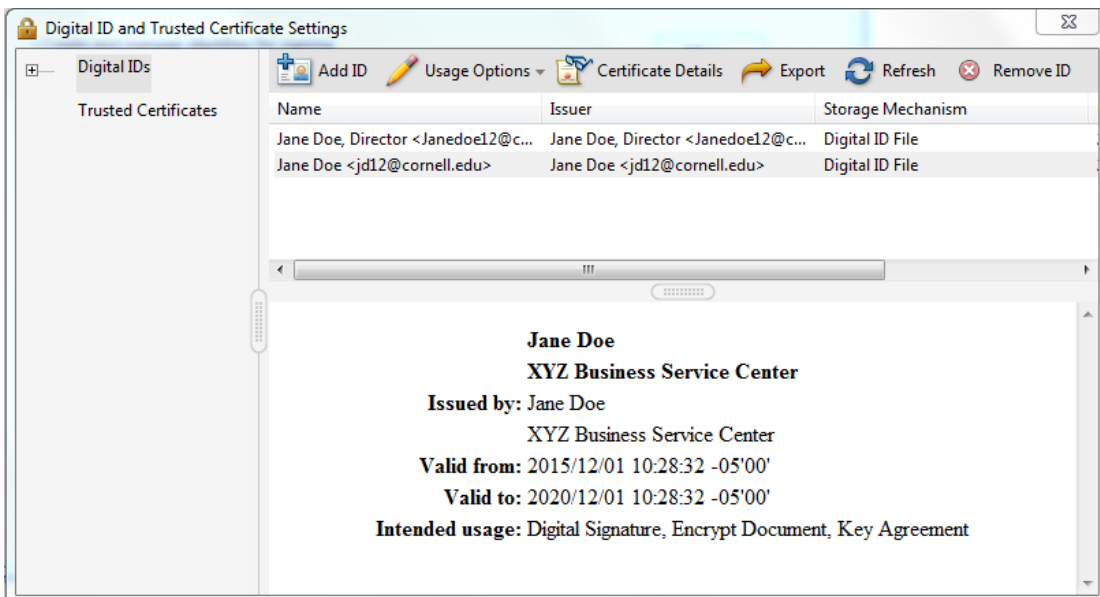 Digital ID and Trusted Certificate Settings
Digital IDs
Trusted Certificates
Add ID Usage Options Certificate Details Export Refresh Remove ID
Name Issuer Storage Mechanism
Jane Doe, Director <Janedoe12@c... Jane Doe, Director <Janedoe12@c... Digital ID File
Jane Doe <jd12@cornell.edu> Jane Doe <jd12@cornell.edu> Digital ID File
Jane Doe
XYZ Business Service Center
Issued by: Jane Doe
XYZ Business Service Center
Valid from: 2015/12/01 10:28:32 -05'00'
Valid to: 2020/12/01 10:28:32 -05'00'
Intended usage: Digital Signature, Encrypt Document, Key Agreement